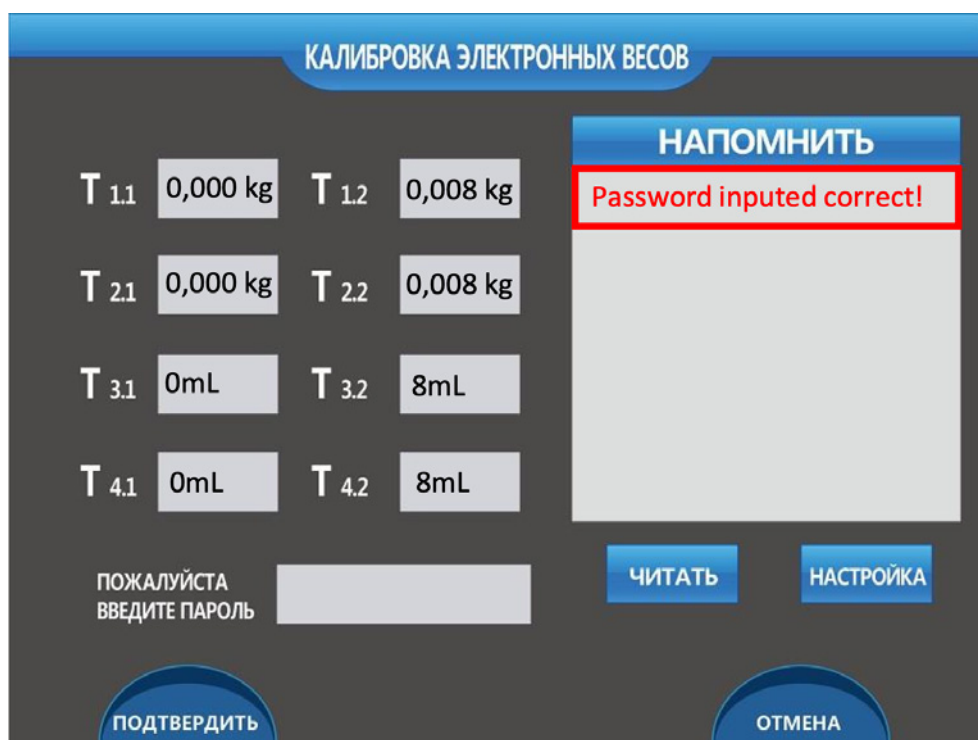 КАЛИБРОВКА ЭЛЕКТРОННЫХ ВЕСОВ
T 1.1 0,000 kg T 1.2 0,008 kg
T 2.1 0,000 kg T 2.2 0,008 kg
T 3.1 0mL T 3.2 8mL
T 4.1 0mL T 4.2 8mL
НАПОМНИТЬ
Password inputed correct!
ПОЖАЛУЙСТА
ВВЕДИТЕ ПАРОЛЬ
ЧИТАТЬ НАСТРОЙКА
ПОДТВЕРДИТЬ ОТМЕНА